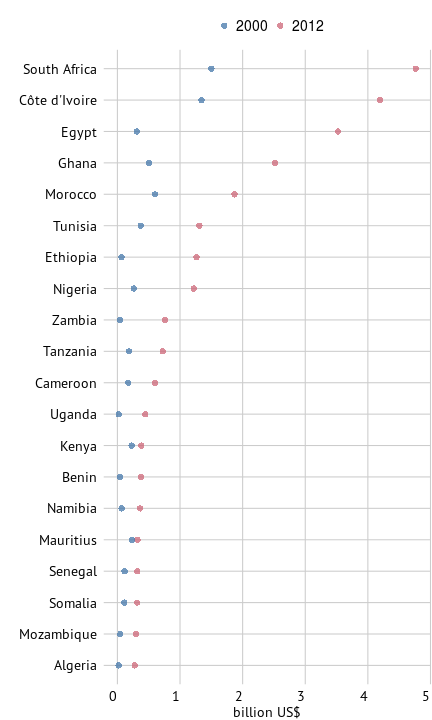 2000 2012
South Africa
Côte d'Ivoire
Egypt
Ghana
Morocco
Tunisia
Ethiopia
Nigeria
Zambia
Tanzania
Cameroon
Uganda
Kenya
Benin
Namibia
Mauritius
Senegal
Somalia
Mozambique
Algeria
0 1 2 3 4 5
billion US$